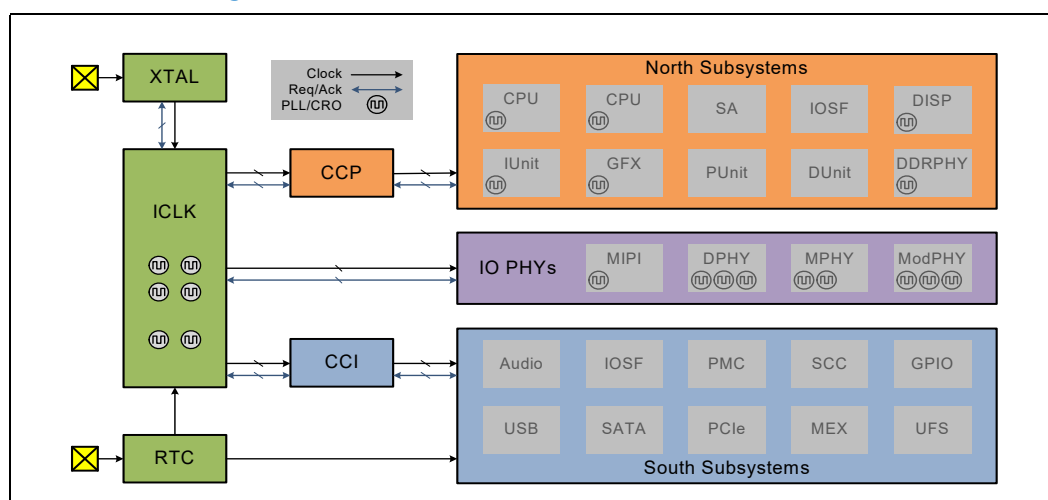 XTAL
Clock
Req/Ack
PLL/CRO
North Subsystems
CPU
CPU
SA
IOSF
DISP
IUnit
GFX
PUnit
DUnit
DDRPHY
CCP
ICLK
IO PHYs
MIPI
DPHY
MPHY
ModPHY
CCI
Audio
IOSF
PMC
SCC
GPIO
USB
SATA
PCIe
MEX
UFS
RTC
South Subsystems